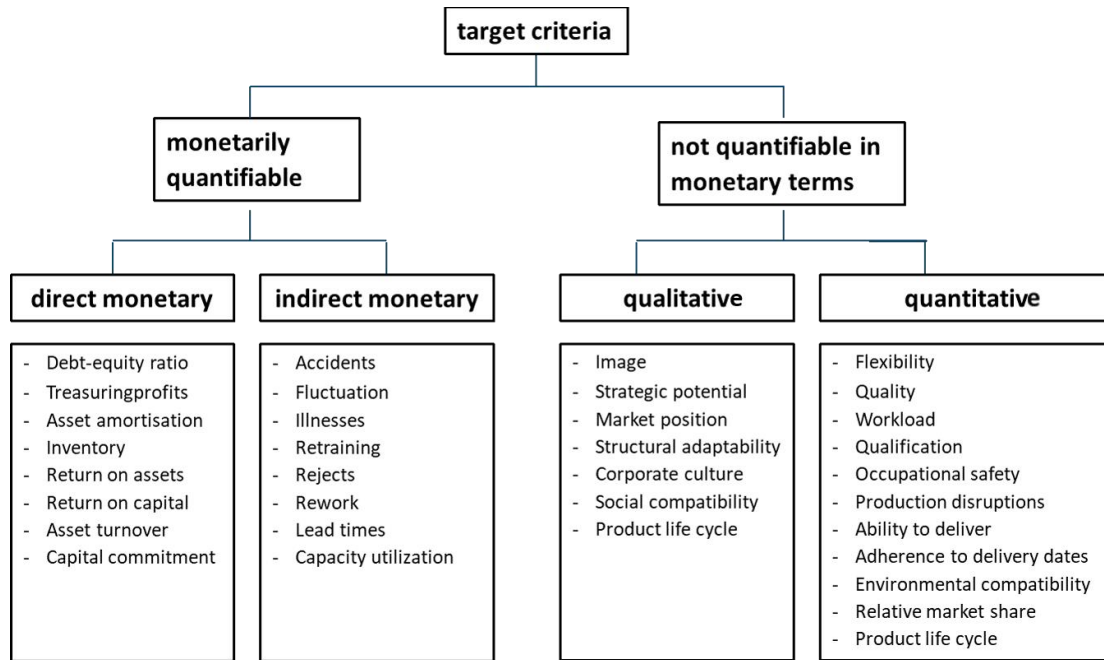 target criteria
monetarily
quantifiable
not quantifiable in
monetary terms
direct monetary
indirect monetary
qualitative
quantitative
- Debt-equity ratio
- Treasuringprofits
- Asset amortisation
- Inventory
- Return on assets
- Return on capital
- Asset turnover
- Capital commitment
- Accidents
- Fluctuation
- Illnesses
- Retraining
- Rejects
- Rework
- Lead times
- Capacity utilization
- Image
- Strategic potential
- Market position
- Structural adaptability
- Corporate culture
- Social compatibility
- Product life cycle
- Flexibility
- Quality
- Workload
- Qualification
- Occupational safety
- Production disruptions
- Ability to deliver
- Adherence to delivery dates
- Environmental compatibility
- Relative market share
- Product life cycle